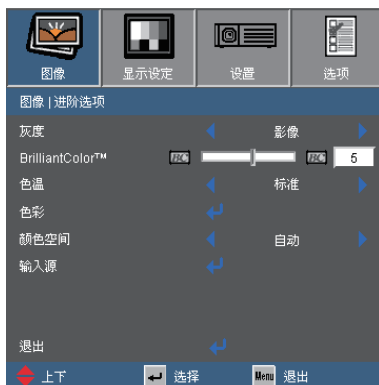 图像 显示设定 设置 选项
图像 | 进阶选项
灰度 影像
BrilliantColor™ BC BC 5
色温 标准
色彩
颜色空间 自动
输入源
退出
上下 选择 Menu 退出